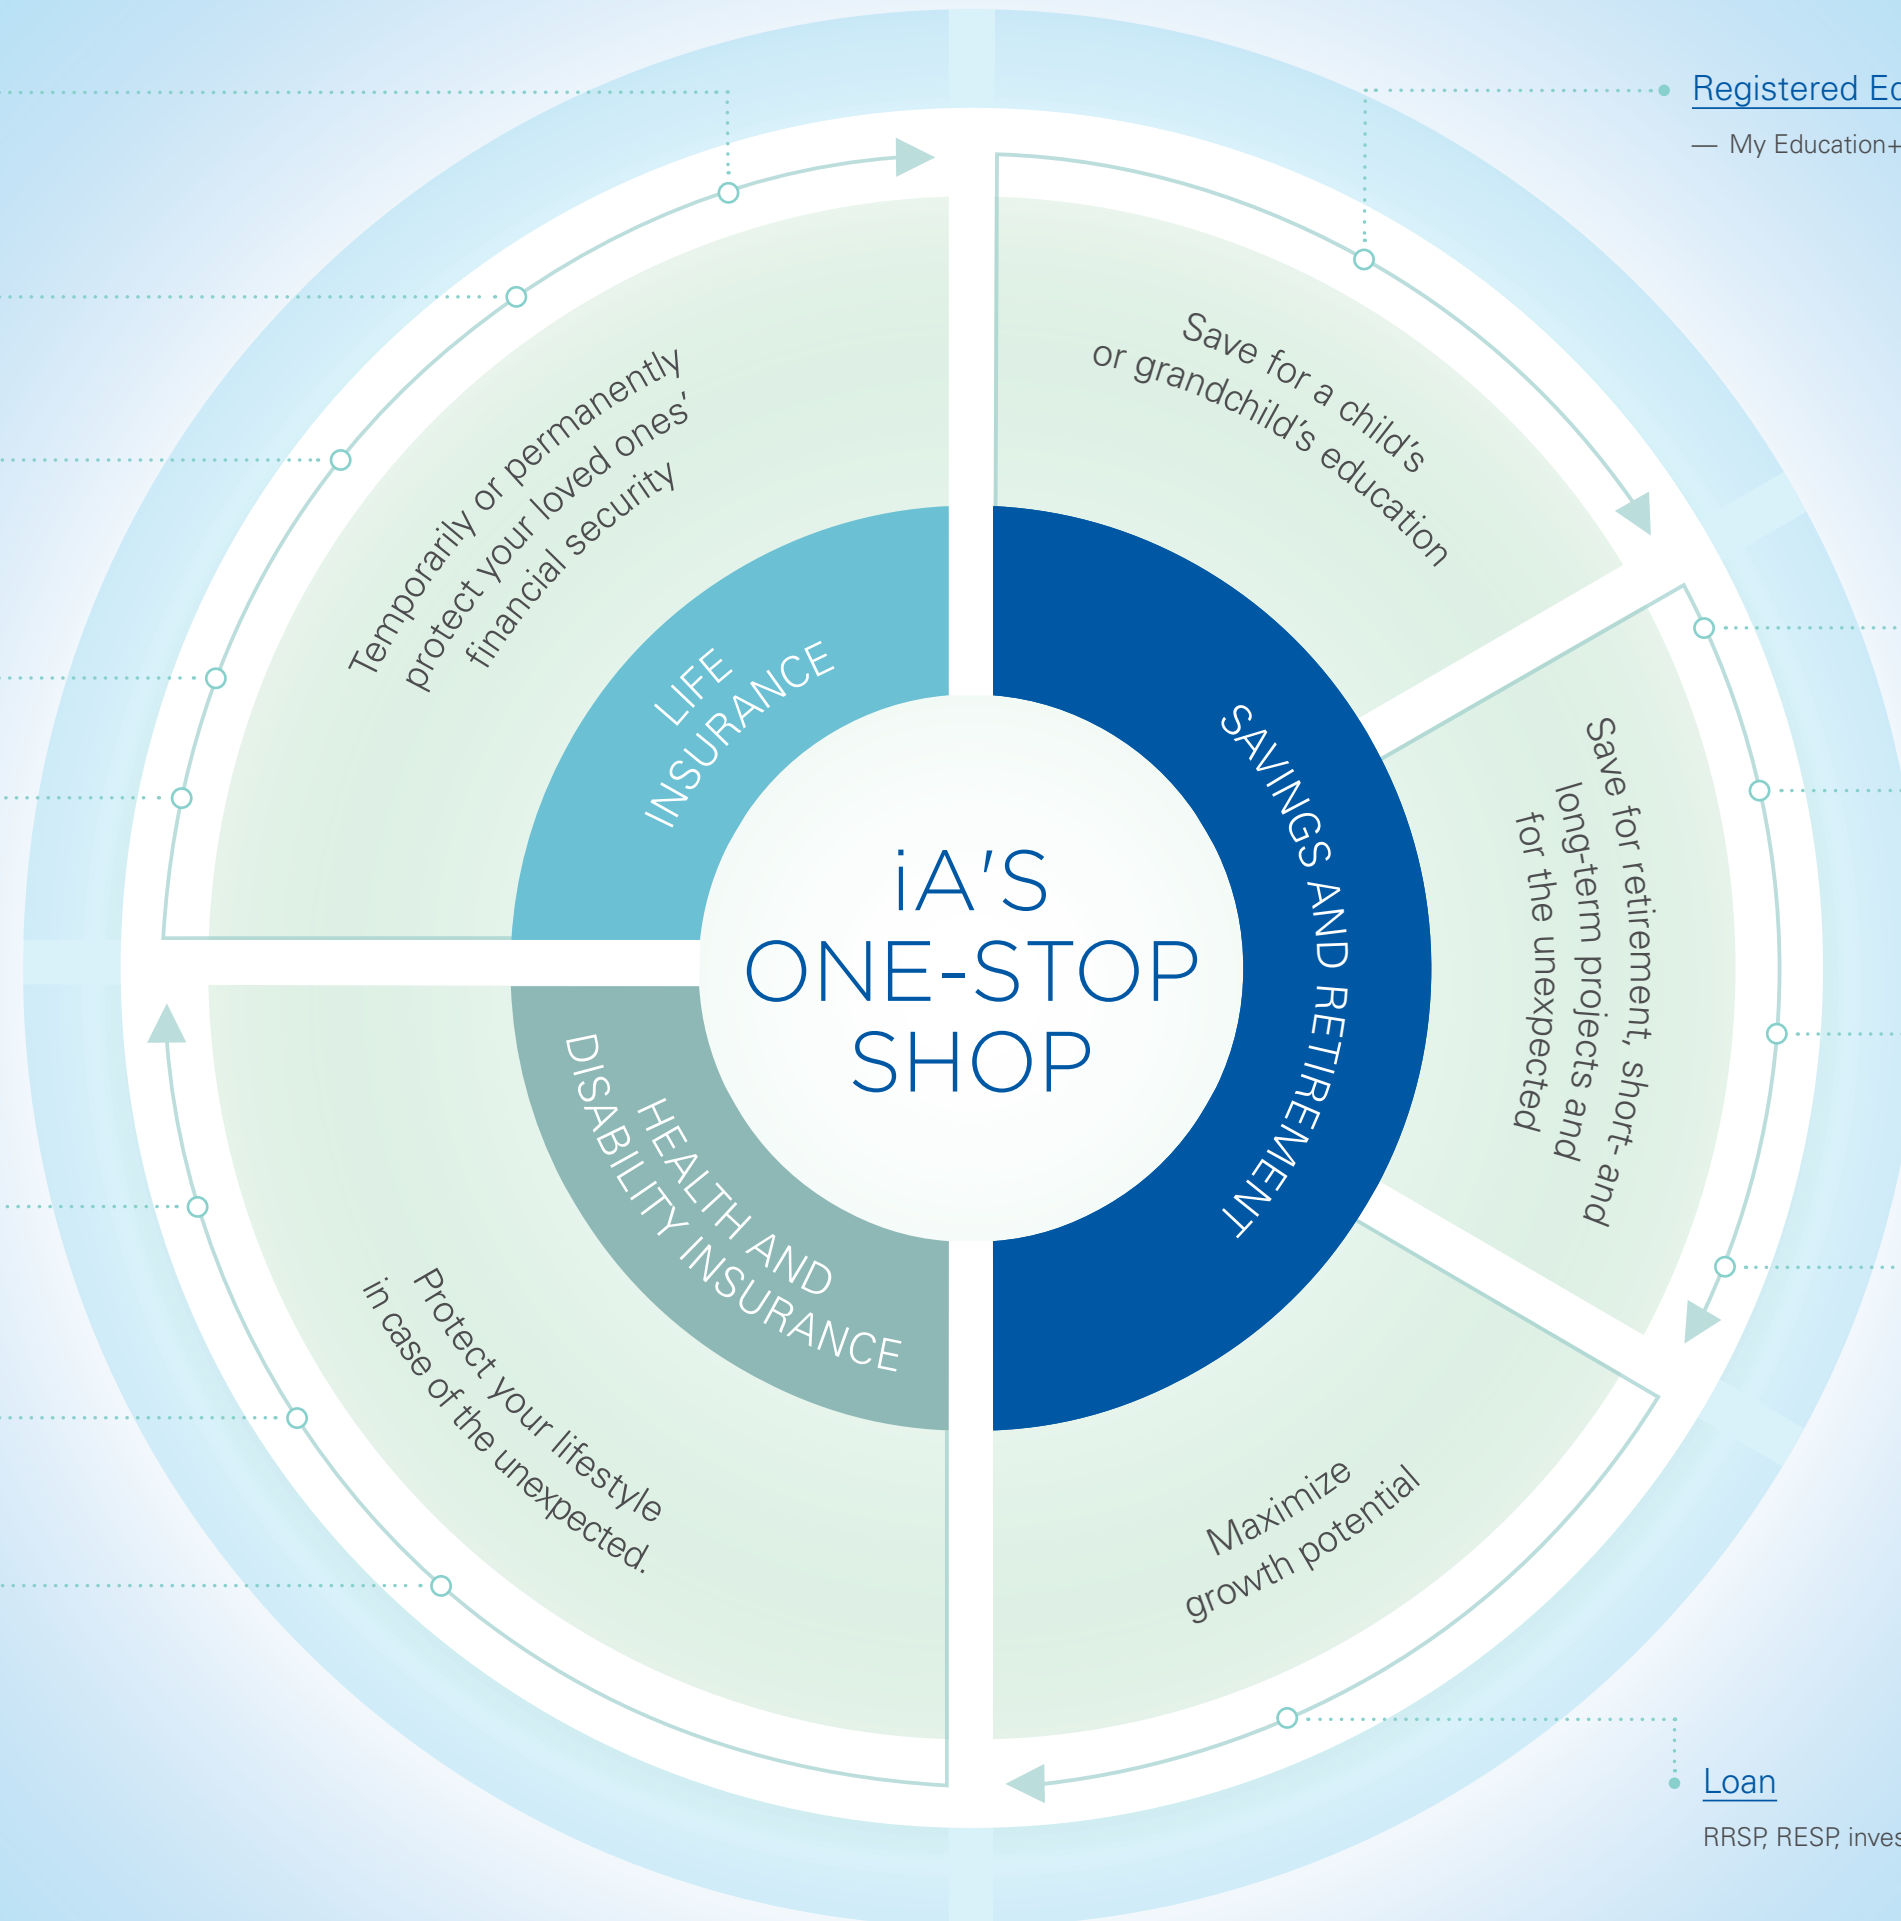 Registered
— My Education+
Save for a child's
or grandchild's education
Temporarily or permanently
protect your loved ones'
financial security
LIFE
INSURANCE
SAVINGS AND RETIREMENT
Save for retirement, short- and
long-term projects and
for the unexpected
iA'S
ONE-STOP
SHOP
HEALTH AND
DISABILITY INSURANCE
Protect your lifestyle
in case of the unexpected.
Maximize
growth potential
Loan
RRSP, RESP,